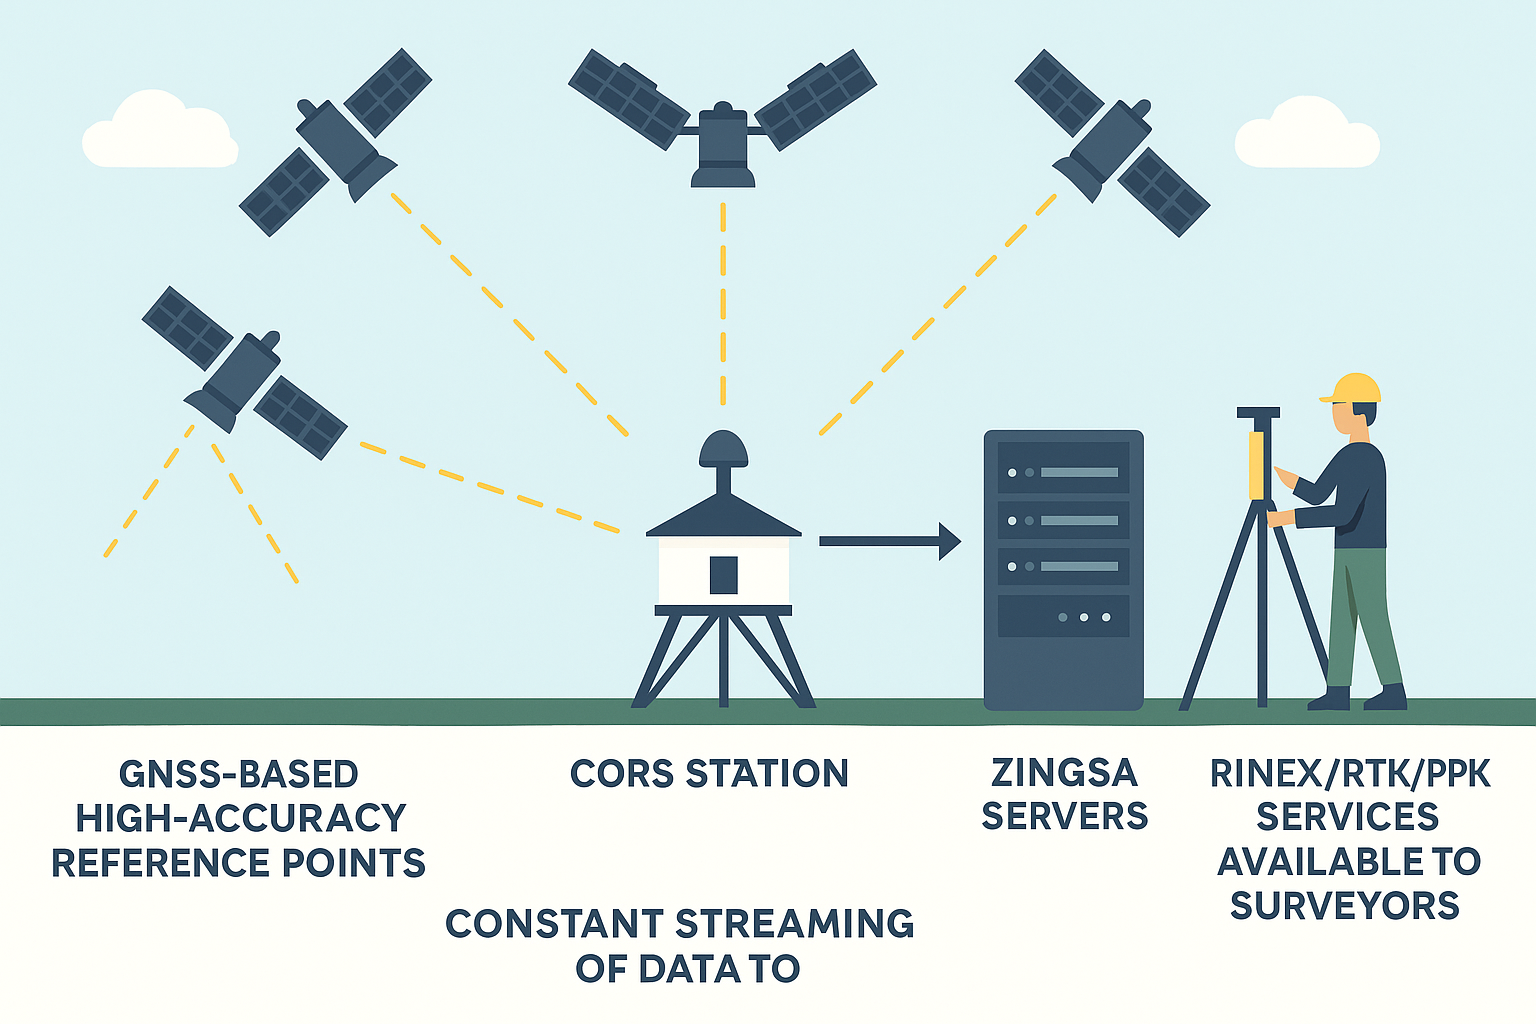 GNSS-BASED
HIGH-ACCURACY
REFERENCE POINTS
CORS STATION
CONSTANT STREAMING
OF DATA TO
ZINGSA
SERVERS
RINEX/RTK/PPK
SERVICES
AVAILABLE TO
SURVEYORS